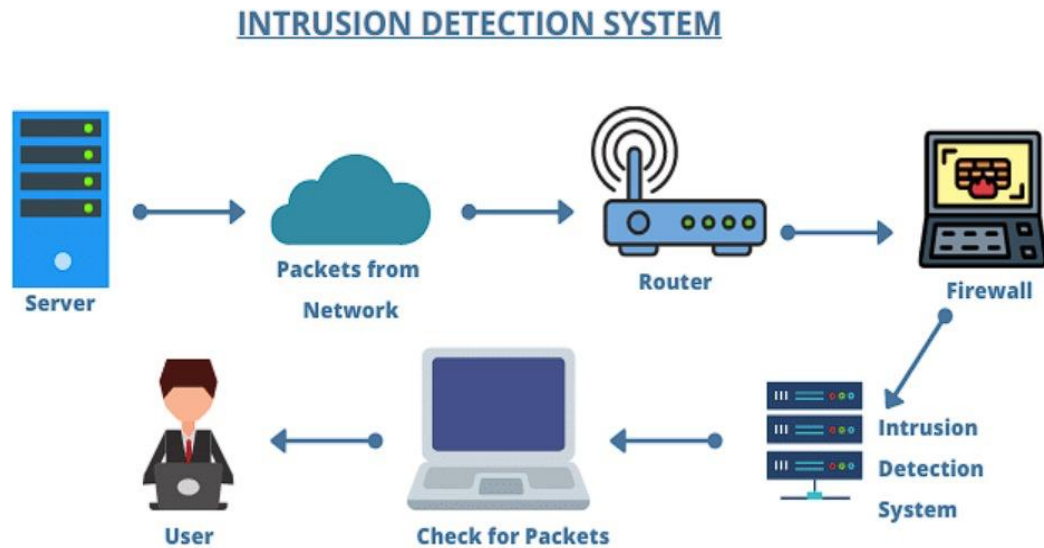 INTRUSION DETECTION SYSTEM
Server
Packets from
Network
Router
Firewall
User
Check for Packets
Intrusion
Detection
System